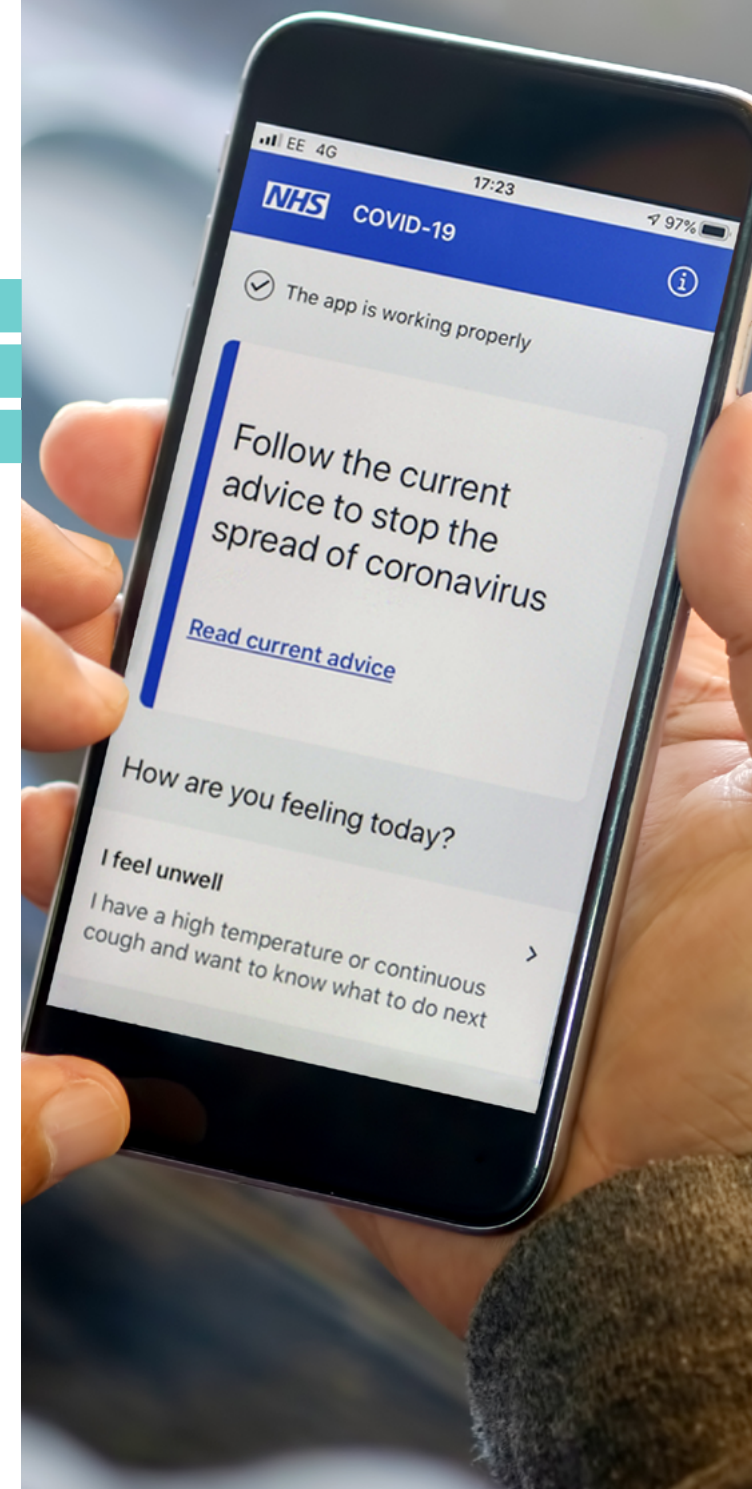 EE 4G 17:23 97%
NHS COVID-19
The app is working properly
Follow the current
advice to stop the
spread of coronavirus
Read current advice
How are you feeling today?
I feel unwell
I have a high temperature or continuous
cough and want to know what to do next